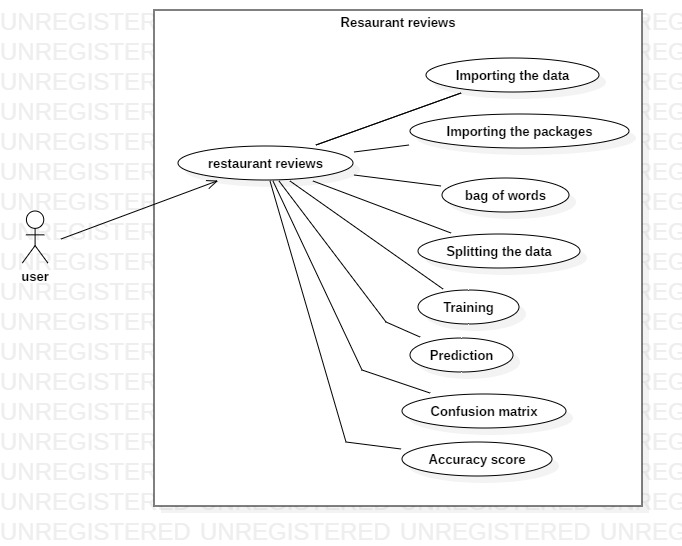 Resaurant reviews
Importing the data
Importing the packages
restaurant reviews
bag of words
Splitting the data
user
Training
Prediction
Confusion matrix
Accuracy score
UNREGISTERED UNREGISTERED UNREGISTERED UNREGISTERED